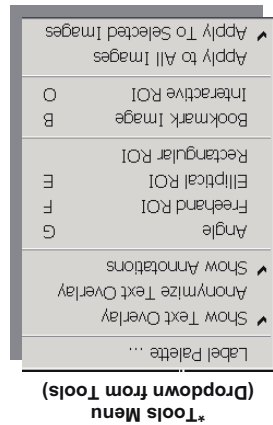 *Tools Menu
(Dropdown from Tools)
Label Palette ...
✓ Show Text Overlay
Anonymize Text Overlay
✓ Show Annotations
Angle G
Freehand ROI F
Elliptical ROI E
Rectangular ROI
Bookmark Image B
Interactive ROI O
Apply To All Images
✓ Apply To Selected Images